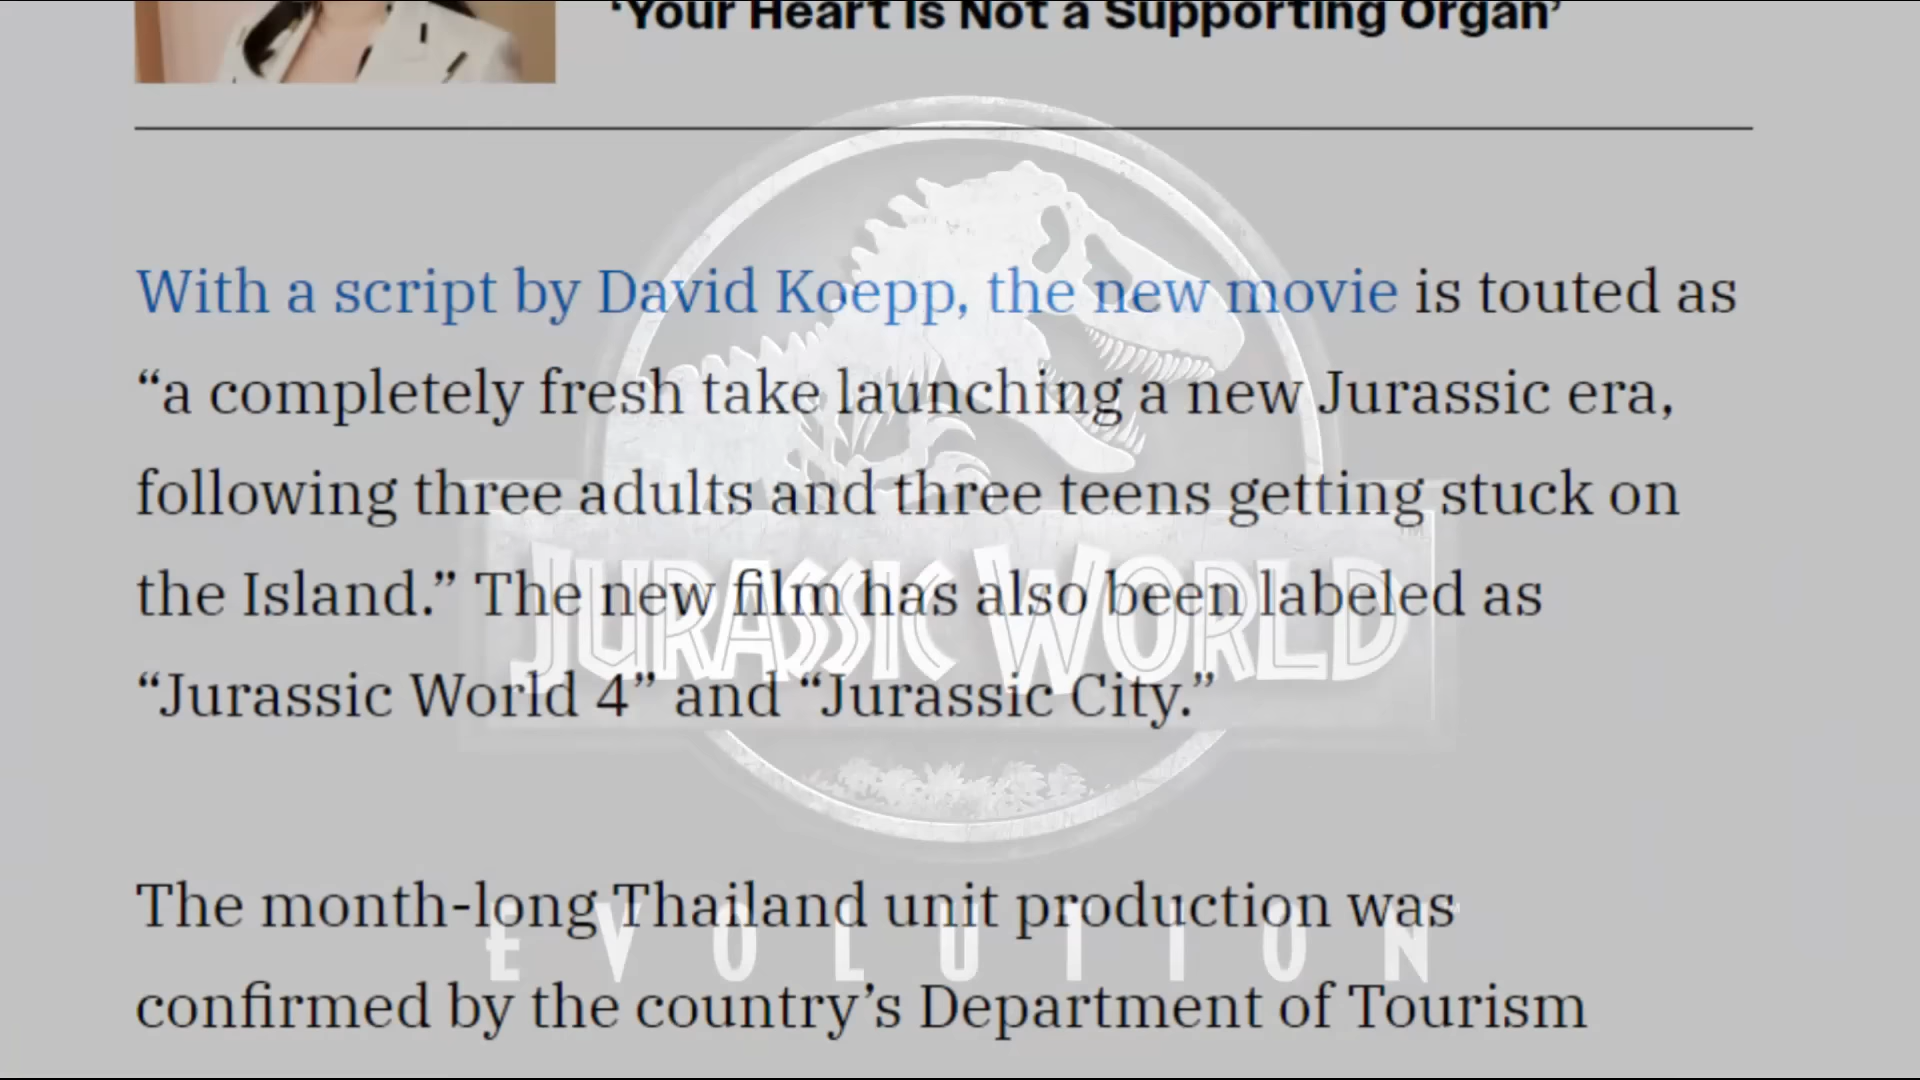 ‘Your Heart Is Not a Supporting Organ’
With a script by David Koepp, the new movie is touted as
“a completely fresh take launching a new Jurassic era,
following three adults and three teens getting stuck on
the Island.” The new film has also been labeled as
“Jurassic World 4” and “Jurassic City.”
JURASSIC WORLD
The month-long Thailand unit production was
EVOLUTION
confirmed by the country’s Department of Tourism